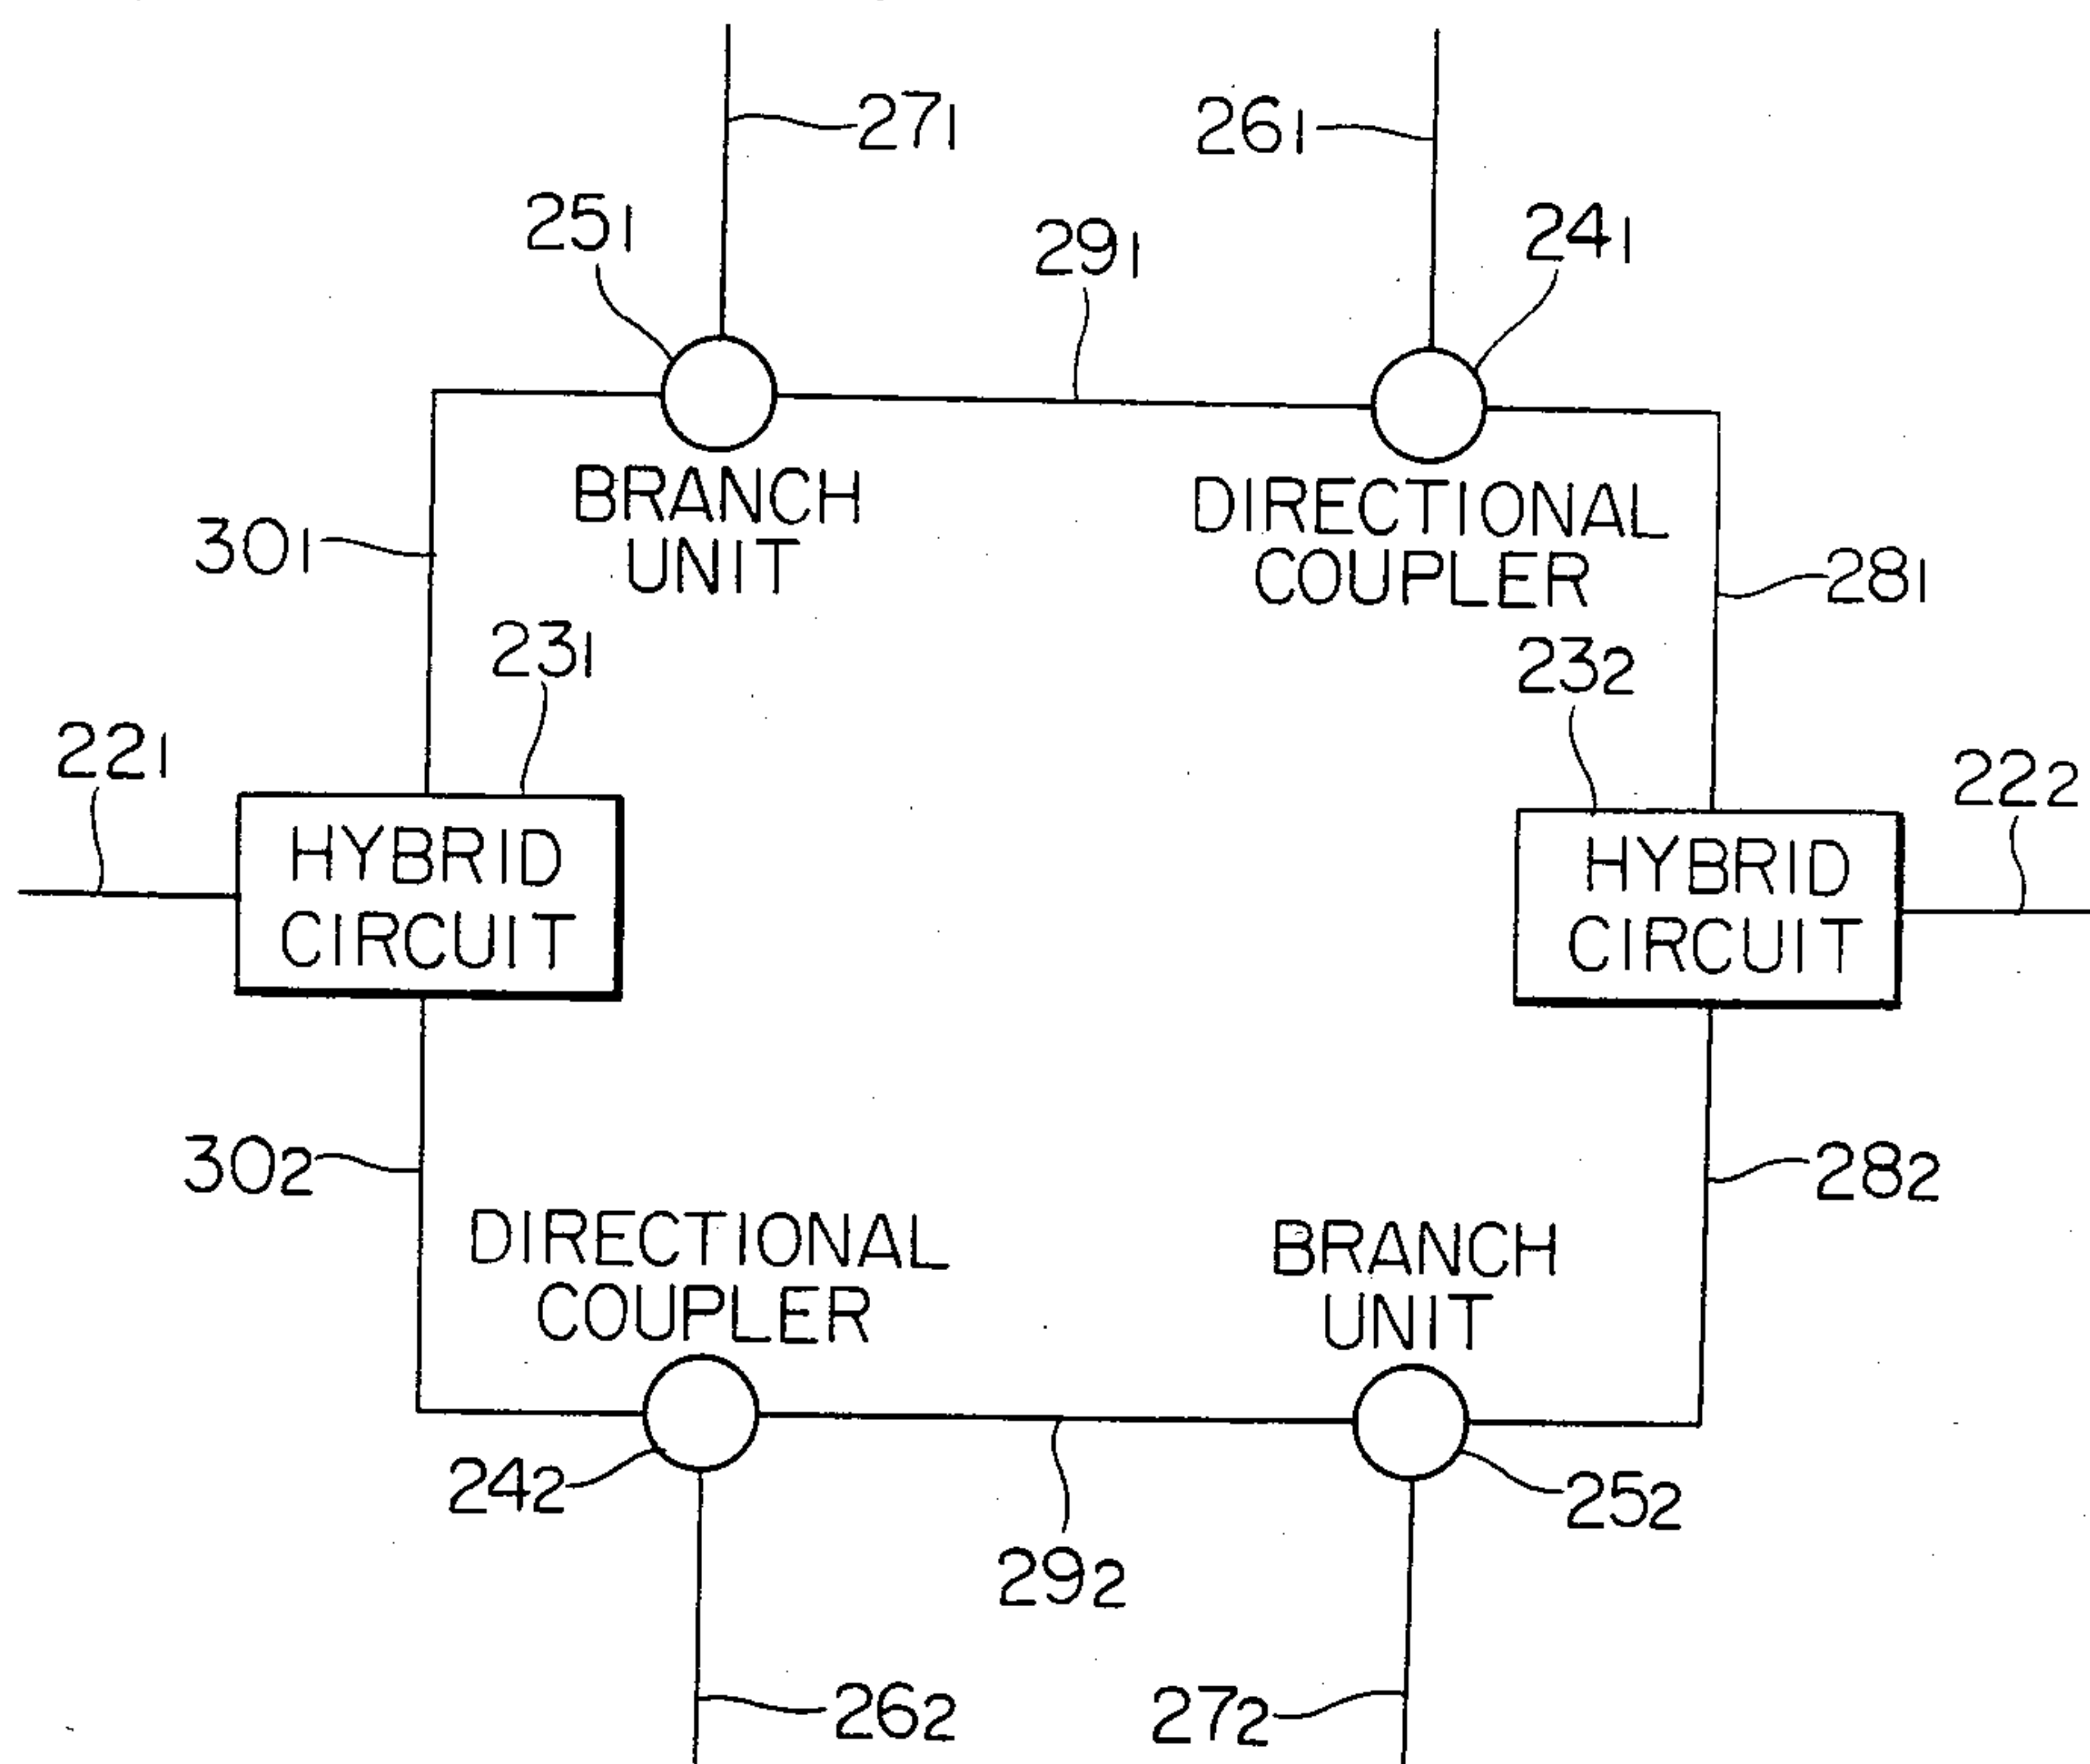 27₁
26₁
25₁
29₁
24₁
BRANCH
UNIT
DIRECTIONAL
COUPLER
30₁
28₁
23₁
23₂
22₁
22₂
HYBRID
CIRCUIT
HYBRID
CIRCUIT
30₂
28₂
DIRECTIONAL
COUPLER
BRANCH
UNIT
24₂
25₂
29₂
26₂
27₂